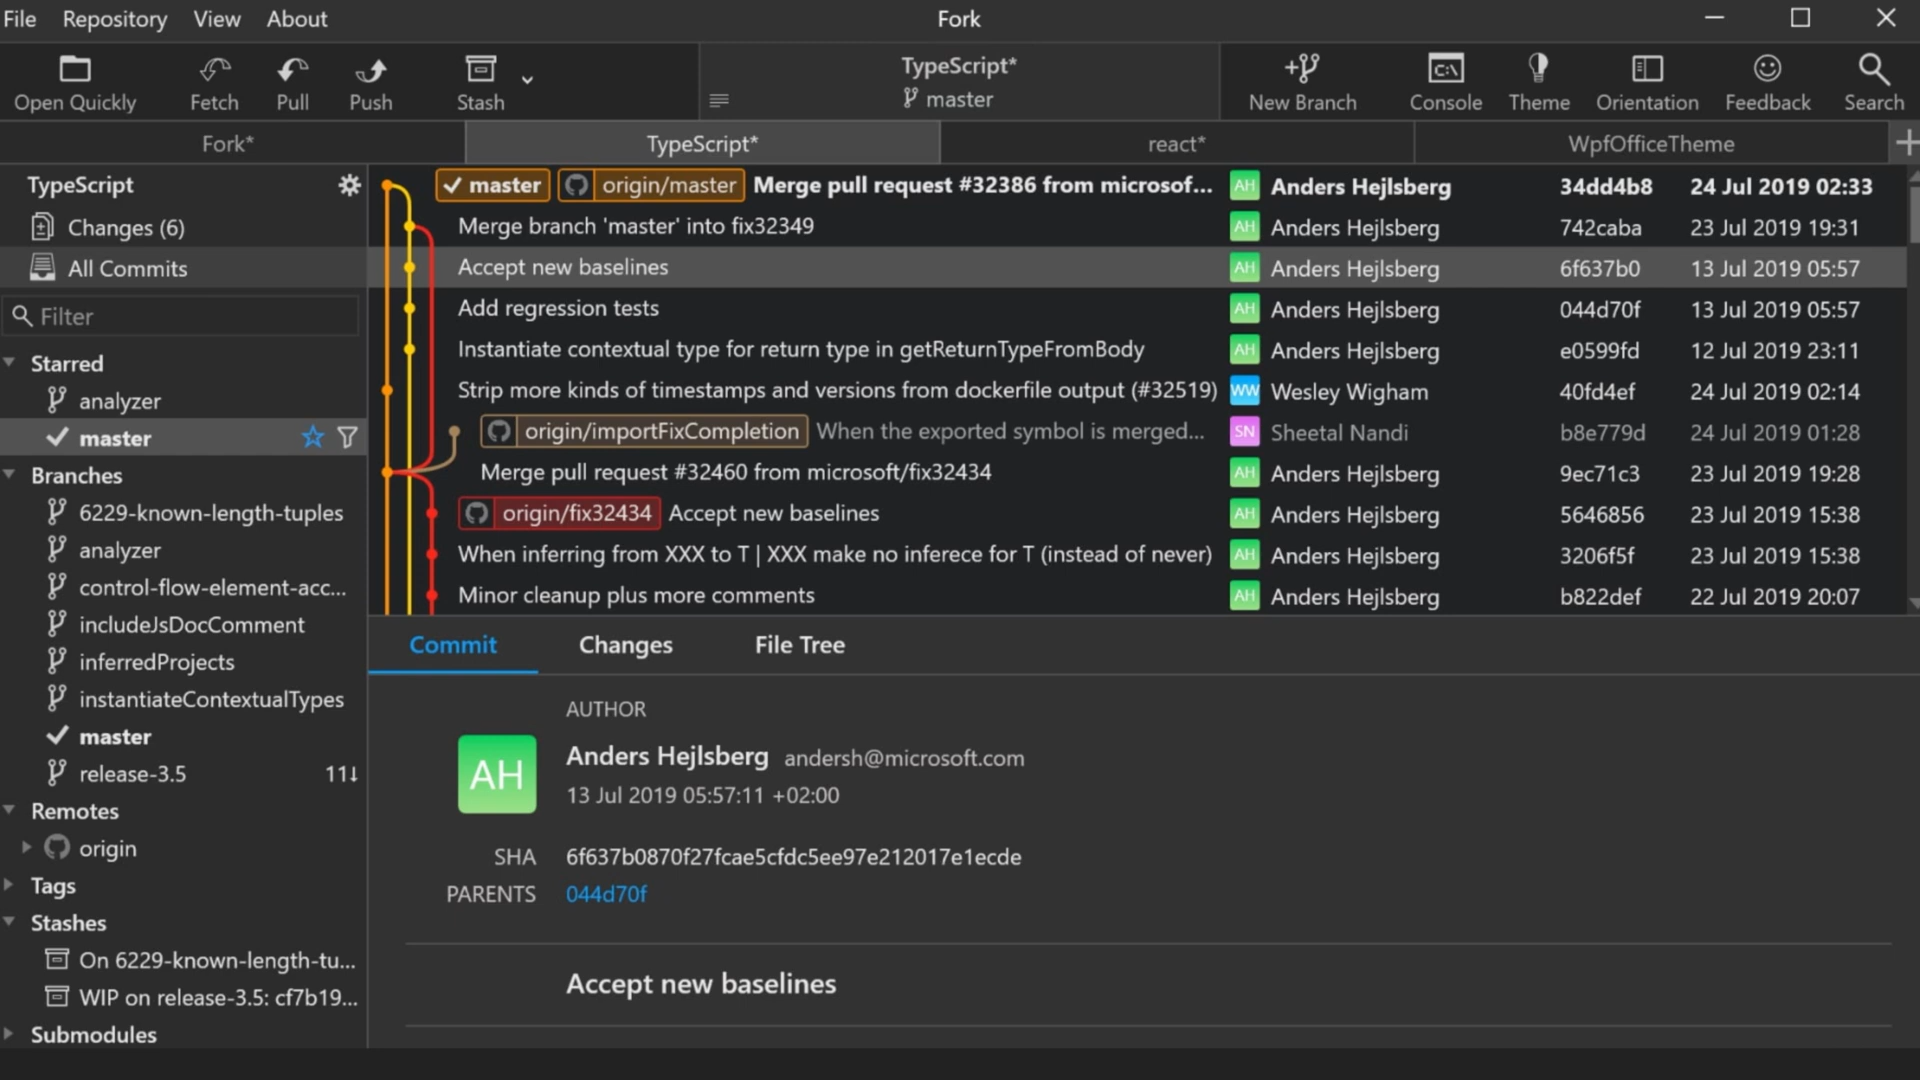 File Repository View About Fork
Open Quickly Fetch Pull Push Stash
TypeScript*
master
New Branch Console Theme Orientation Feedback Search
Fork* TypeScript* react* WpfOfficeTheme
TypeScript
Changes (6)
All Commits
Filter
Starred
analyzer
master
Branches
6229-known-length-tuples
analyzer
control-flow-element-acc...
includeJsDocComment
inferredProjects
instantiateContextualTypes
master
release-3.5 11↓
Remotes
origin
Tags
Stashes
On 6229-known-length-tu...
WIP on release-3.5: cf7b19...
Submodules
master origin/master Merge pull request #32386 from microsof... AH Anders Hejlsberg 34dd4b8 24 Jul 2019 02:33
Merge branch 'master' into fix32349 AH Anders Hejlsberg 742caba 23 Jul 2019 19:31
Accept new baselines AH Anders Hejlsberg 6f637b0 13 Jul 2019 05:57
Add regression tests AH Anders Hejlsberg 044d70f 13 Jul 2019 05:57
Instantiate contextual type for return type in getReturnTypeFromBody AH Anders Hejlsberg e0599fd 12 Jul 2019 23:11
Strip more kinds of timestamps and versions from dockerfile output (#32519) WW Wesley Wigham 40fd4ef 24 Jul 2019 02:14
origin/importFixCompletion When the exported symbol is merged... SN Sheetal Nandi b8e779d 24 Jul 2019 01:28
Merge pull request #32460 from microsoft/fix32434 AH Anders Hejlsberg 9ec71c3 23 Jul 2019 19:28
origin/fix32434 Accept new baselines AH Anders Hejlsberg 5646856 23 Jul 2019 15:38
When inferring from XXX to T | XXX make no inferece for T (instead of never) AH Anders Hejlsberg 3206f5f 23 Jul 2019 15:38
Minor cleanup plus more comments AH Anders Hejlsberg b822def 22 Jul 2019 20:07
Commit Changes File Tree
AUTHOR
AH
Anders Hejlsberg andersh@microsoft.com
13 Jul 2019 05:57:11 +02:00
SHA 6f637b0870f27fcae5cfdc5ee97e212017e1ecde
PARENTS 044d70f
Accept new baselines